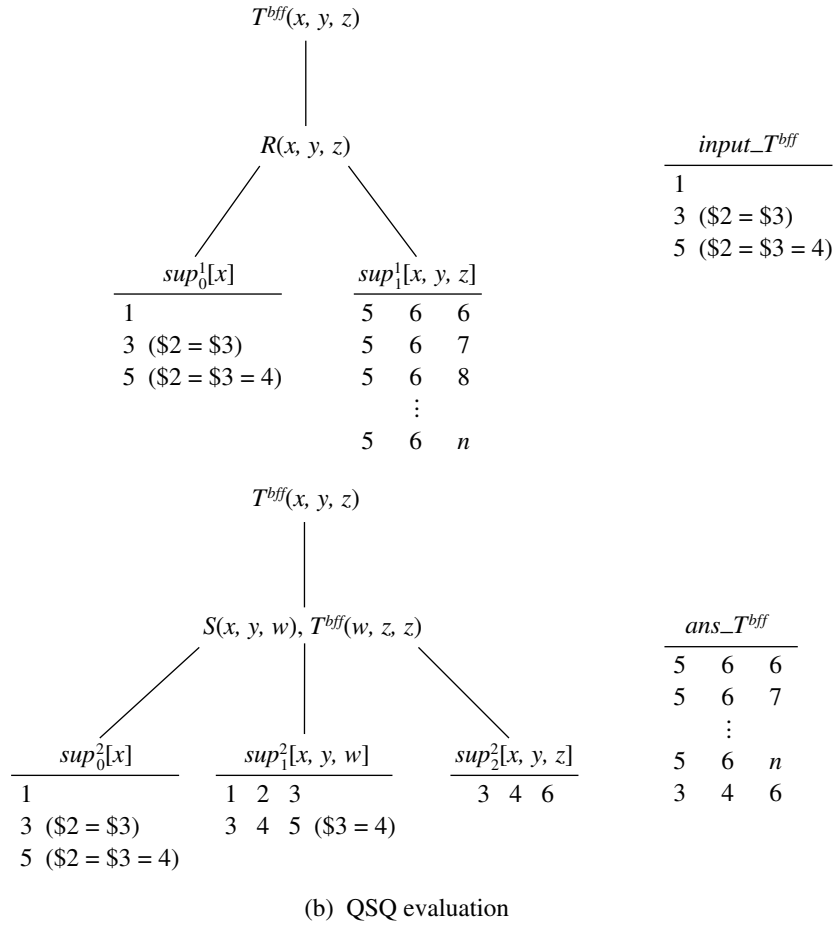 T^{bff}(x, y, z)
R(x, y, z)
input_T^{bff}
1
3 ($2 = $3)
5 ($2 = $3 = 4)
sup^1_0[x]
1
3 ($2 = $3)
5 ($2 = $3 = 4)
sup^1_1[x, y, z]
5 6 6
5 6 7
5 6 8
⋮
5 6 n
T^{bff}(x, y, z)
S(x, y, w), T^{bff}(w, z, z)
ans_T^{bff}
5 6 6
5 6 7
⋮
5 6 n
3 4 6
sup^2_0[x]
1
3 ($2 = $3)
5 ($2 = $3 = 4)
sup^2_1[x, y, w]
1 2 3
3 4 5 ($3 = 4)
sup^2_2[x, y, z]
3 4 6
(b) QSQ evaluation